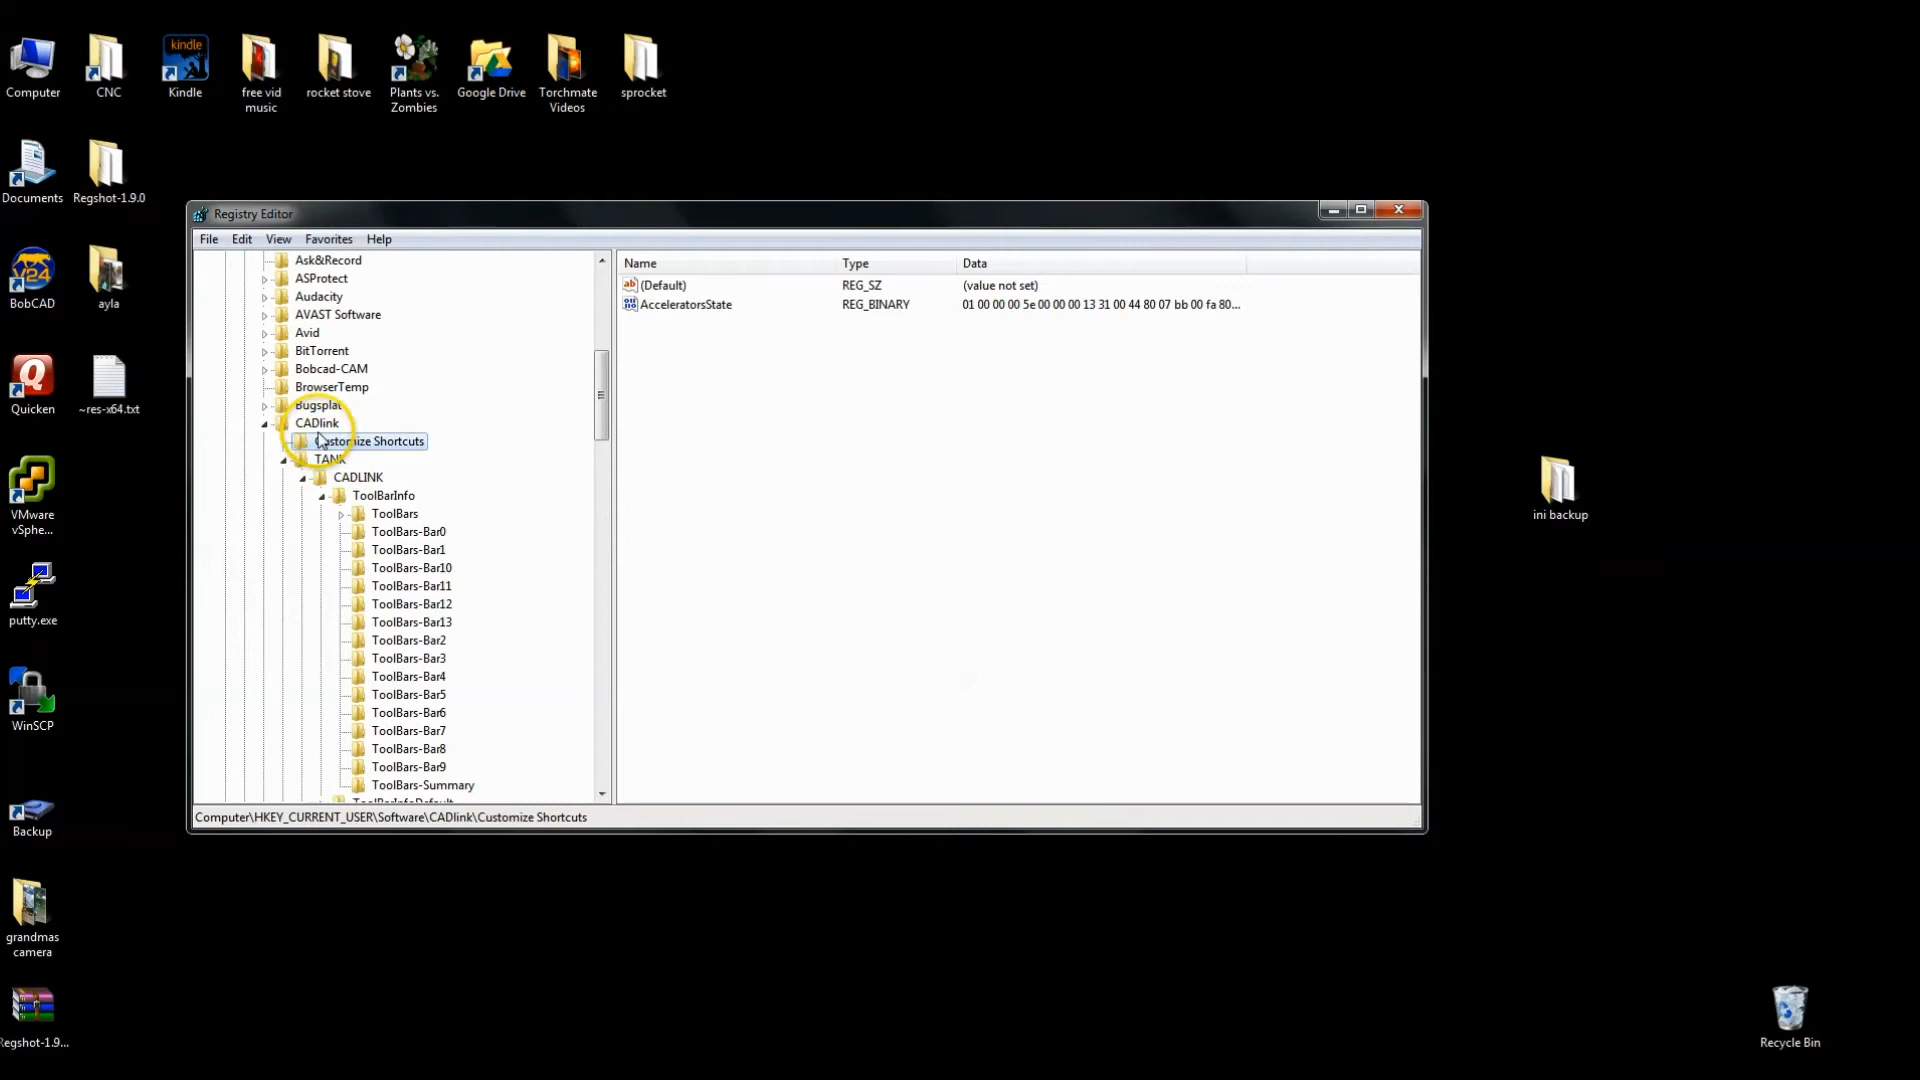 Computer
CNC
Kindle
free vid
music
rocket stove
Plants vs.
Zombies
Google Drive
Torchmate
Videos
sprocket
kindle
Documents
Regshot-1.9.0
BobCAD
V24
ayla
Quicken
~res-x64.txt
VMware
vSphe...
putty.exe
WinSCP
Backup
grandmas
camera
Regshot-1.9...
Registry Editor
File Edit View Favorites Help
Ask&Record
ASProtect
Audacity
AVAST Software
Avid
BitTorrent
Bobcad-CAM
BrowserTemp
Bugsplat
CADlink
Customize Shortcuts
TANK
CADLINK
ToolBarInfo
ToolBars
ToolBars-Bar0
ToolBars-Bar1
ToolBars-Bar10
ToolBars-Bar11
ToolBars-Bar12
ToolBars-Bar13
ToolBars-Bar2
ToolBars-Bar3
ToolBars-Bar4
ToolBars-Bar5
ToolBars-Bar6
ToolBars-Bar7
ToolBars-Bar8
ToolBars-Bar9
ToolBars-Summary
ToolBarInfoDefault
Name Type Data
(Default) REG_SZ (value not set)
AcceleratorsState REG_BINARY 01 00 00 00 5e 00 00 00 13 31 00 44 80 07 bb 00 fa 80...
Computer\HKEY_CURRENT_USER\Software\CADlink\Customize Shortcuts
ini backup
Recycle Bin